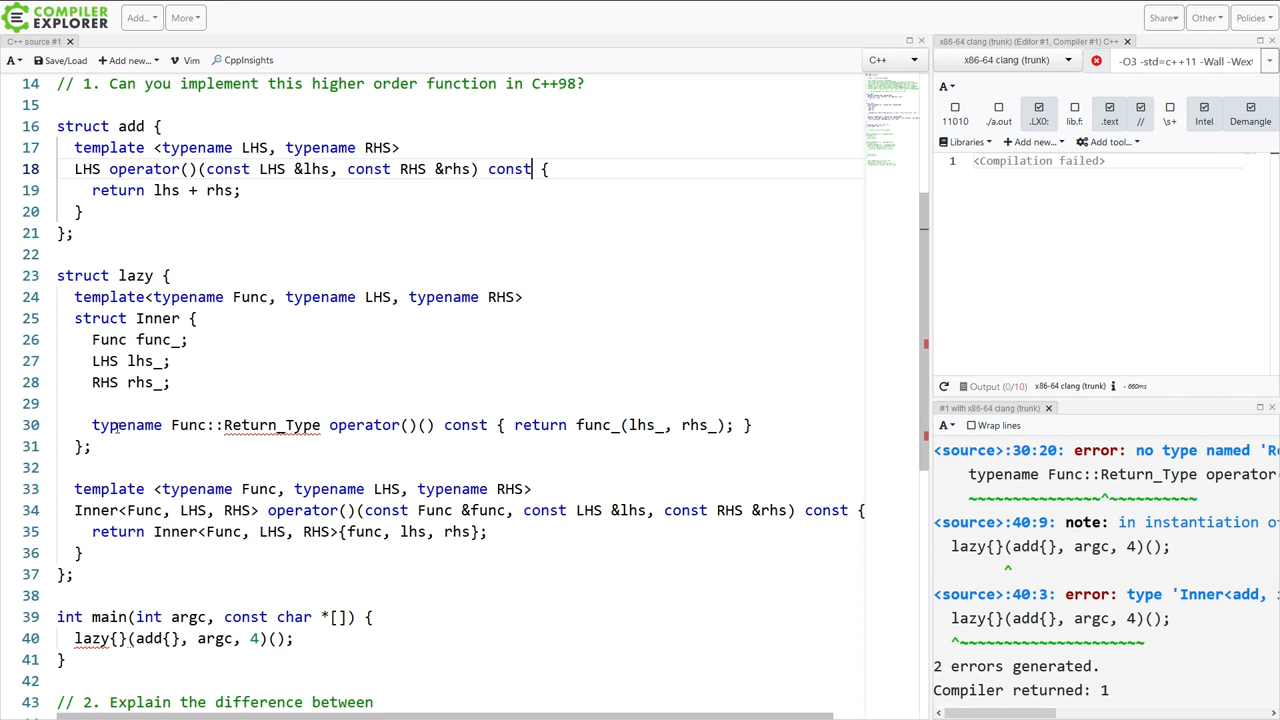 COMPILER
EXPLORER
Add...
More
Share
Other
Policies
C++ source #1
A
Save/Load
Add new...
Vim
CppInsights
C++
14 // 1. Can you implement this higher order function in C++98?
15
16 struct add {
17 template <typename LHS, typename RHS>
18 LHS operator()(const LHS &lhs, const RHS &rhs) const {
19 return lhs + rhs;
20 }
21 };
22
23 struct lazy {
24 template<typename Func, typename LHS, typename RHS>
25 struct Inner {
26 Func func_;
27 LHS lhs_;
28 RHS rhs_;
29
30 typename Func::Return_Type operator()() const { return func_(lhs_, rhs_); }
31 };
32
33 template <typename Func, typename LHS, typename RHS>
34 Inner<Func, LHS, RHS> operator()(const Func &func, const LHS &lhs, const RHS &rhs) const {
35 return Inner<Func, LHS, RHS>{func, lhs, rhs};
36 }
37 };
38
39 int main(int argc, const char *[]) {
40 lazy{}(add{}, argc, 4)();
41 }
42
43 // 2. Explain the difference between
x86-64 clang (trunk) (Editor #1, Compiler #1) C++
x86-64 clang (trunk)
-O3 -std=c++11 -Wall -Wex
A
11010
./a.out
.LX0:
lib.f:
.text
//
\s+
Intel
Demangle
Libraries
Add new...
Add tool...
1 <Compilation failed>
Output (0/10) x86-64 clang (trunk) - 660ms
#1 with x86-64 clang (trunk)
A
Wrap lines
<source>:30:20: error: no type named 'Re
typename Func::Return_Type operator
~~~~~~~~~~~~~~~^~~~~~~~~~~
<source>:40:9: note: in instantiation of
lazy{}(add{}, argc, 4)();
^
<source>:40:3: error: type 'Inner<add, i
lazy{}(add{}, argc, 4)();
^~~~~~~~~~~~~~~~~~~~~~
2 errors generated.
Compiler returned: 1